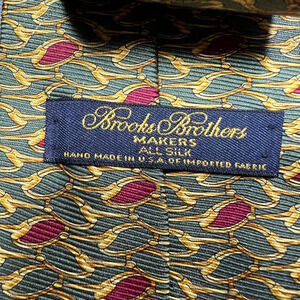 Brooks Brothers
MAKERS
ALL SILK
HAND MADE IN U.S.A. OF IMPORTED FABRIC